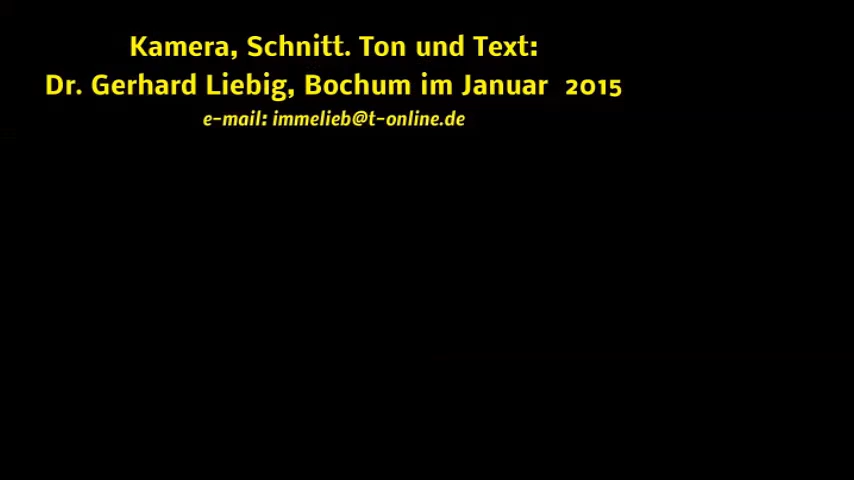 Kamera, Schnitt. Ton und Text:
Dr. Gerhard Liebig, Bochum im Januar 2015
e-mail: immelieb@t-online.de